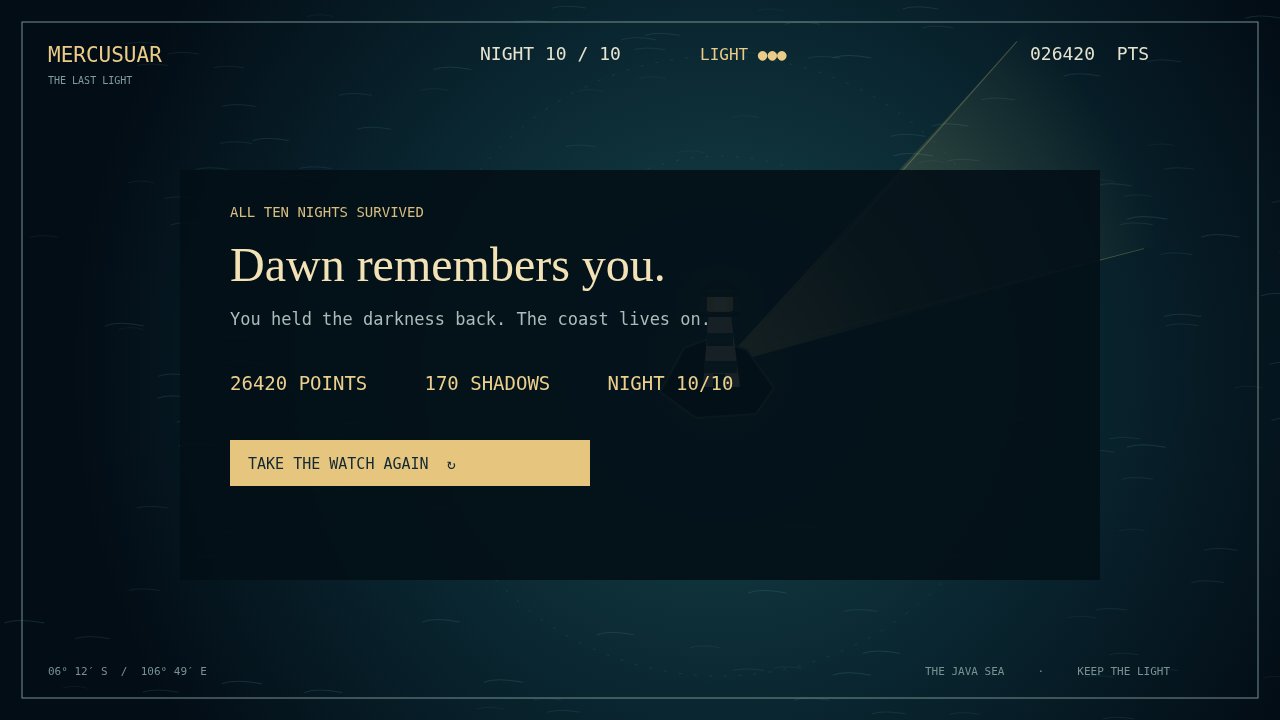 MERCUSUAR
THE LAST LIGHT
NIGHT 10 / 10
LIGHT ●●●
026420 PTS
ALL TEN NIGHTS SURVIVED
Dawn remembers you.
You held the darkness back. The coast lives on.
26420 POINTS 170 SHADOWS NIGHT 10/10
TAKE THE WATCH AGAIN ↻
06° 12′ S / 106° 49′ E
THE JAVA SEA · KEEP THE LIGHT